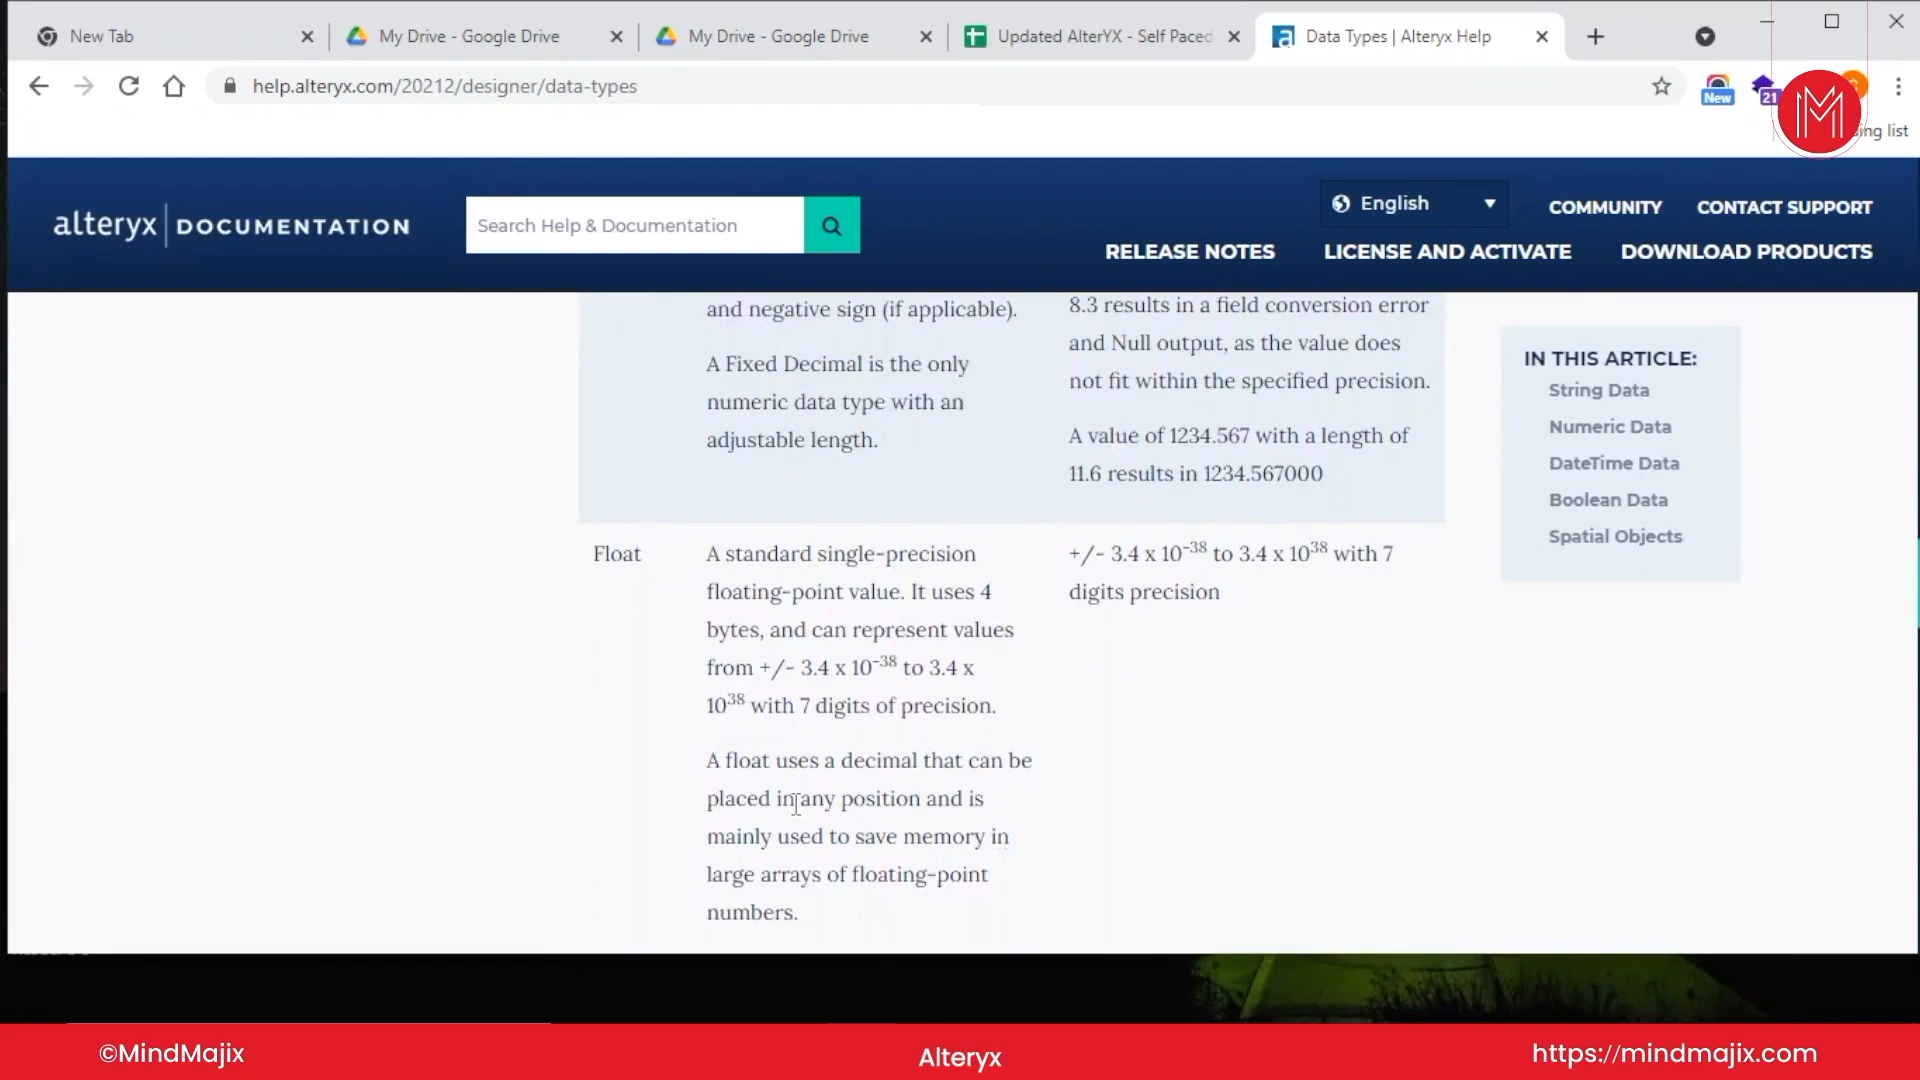 New Tab
My Drive - Google Drive
My Drive - Google Drive
Updated AlterYX - Self Paced
Data Types | Alteryx Help
help.alteryx.com/20212/designer/data-types
New
21
ing list
alteryx | DOCUMENTATION
Search Help & Documentation
English
COMMUNITY
CONTACT SUPPORT
RELEASE NOTES
LICENSE AND ACTIVATE
DOWNLOAD PRODUCTS
and negative sign (if applicable).
A Fixed Decimal is the only
numeric data type with an
adjustable length.
8.3 results in a field conversion error
and Null output, as the value does
not fit within the specified precision.
A value of 1234.567 with a length of
11.6 results in 1234.567000
Float
A standard single-precision
floating-point value. It uses 4
bytes, and can represent values
from +/- 3.4 x 10⁻³⁸ to 3.4 x
10³⁸ with 7 digits of precision.
A float uses a decimal that can be
placed in any position and is
mainly used to save memory in
large arrays of floating-point
numbers.
+/- 3.4 x 10⁻³⁸ to 3.4 x 10³⁸ with 7
digits precision
IN THIS ARTICLE:
String Data
Numeric Data
DateTime Data
Boolean Data
Spatial Objects
©MindMajix
Alteryx
https://mindmajix.com